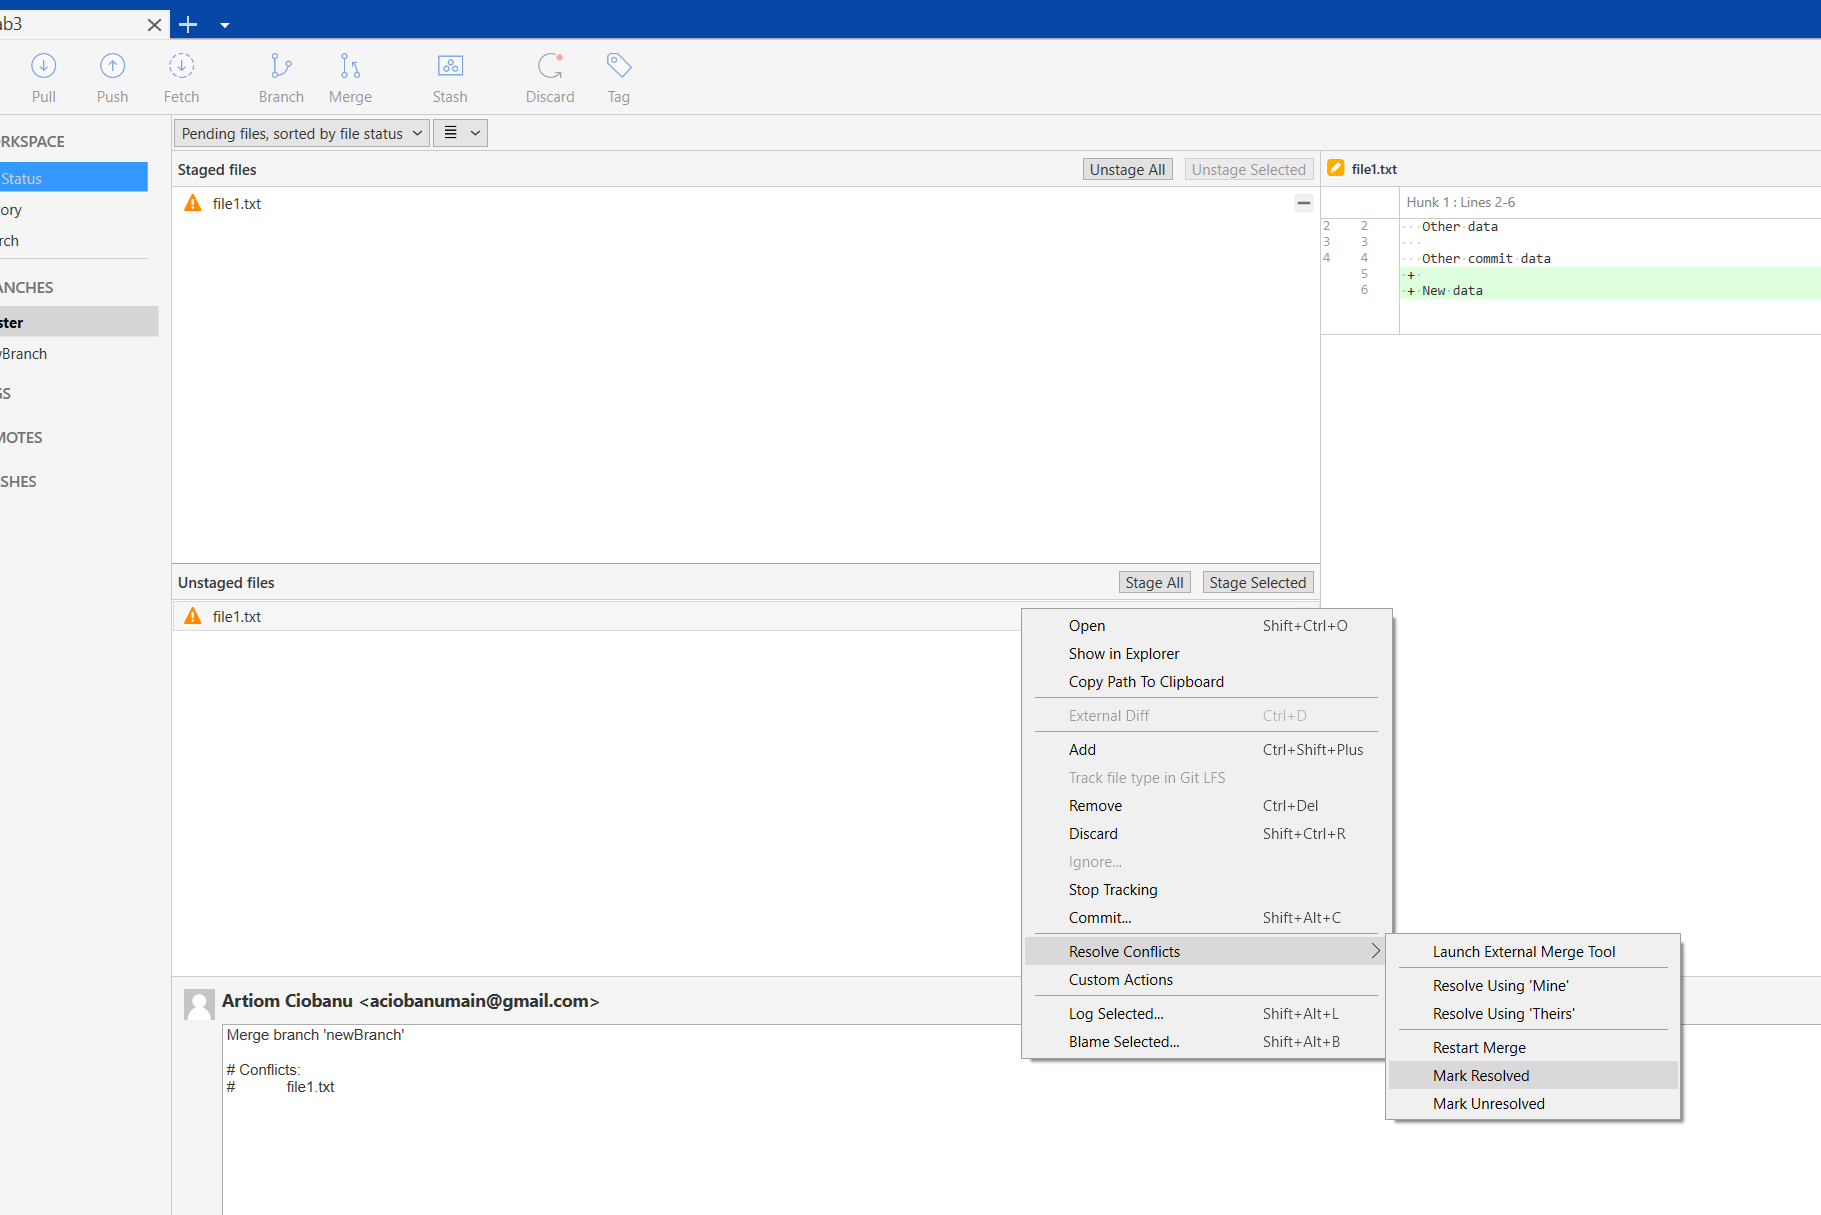 ab3
Pull
Push
Fetch
Branch
Merge
Stash
Discard
Tag
RKSPACE
Status
ory
rch
ANCHES
ster
Branch
GS
MOTES
SHES
Pending files, sorted by file status
Staged files
Unstage All
Unstage Selected
file1.txt
file1.txt
Hunk 1 : Lines 2-6
2 2 Other data
3 3
4 4 Other commit data
5 +
6 + New data
Unstaged files
Stage All
Stage Selected
file1.txt
Open Shift+Ctrl+O
Show in Explorer
Copy Path To Clipboard
External Diff Ctrl+D
Add Ctrl+Shift+Plus
Track file type in Git LFS
Remove Ctrl+Del
Discard Shift+Ctrl+R
Ignore...
Stop Tracking
Commit... Shift+Alt+C
Resolve Conflicts
Custom Actions
Log Selected... Shift+Alt+L
Blame Selected... Shift+Alt+B
Launch External Merge Tool
Resolve Using 'Mine'
Resolve Using 'Theirs'
Restart Merge
Mark Resolved
Mark Unresolved
Artiom Ciobanu <aciobanumain@gmail.com>
Merge branch 'newBranch'
# Conflicts:
# file1.txt